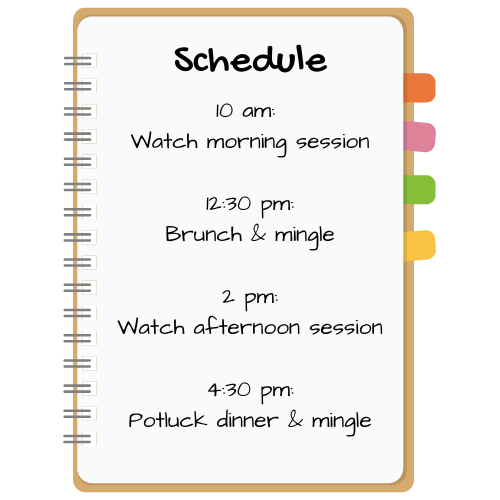 Schedule
10 am:
Watch morning session
12:30 pm:
Brunch & mingle
2 pm:
Watch afternoon session
4:30 pm:
Potluck dinner & mingle